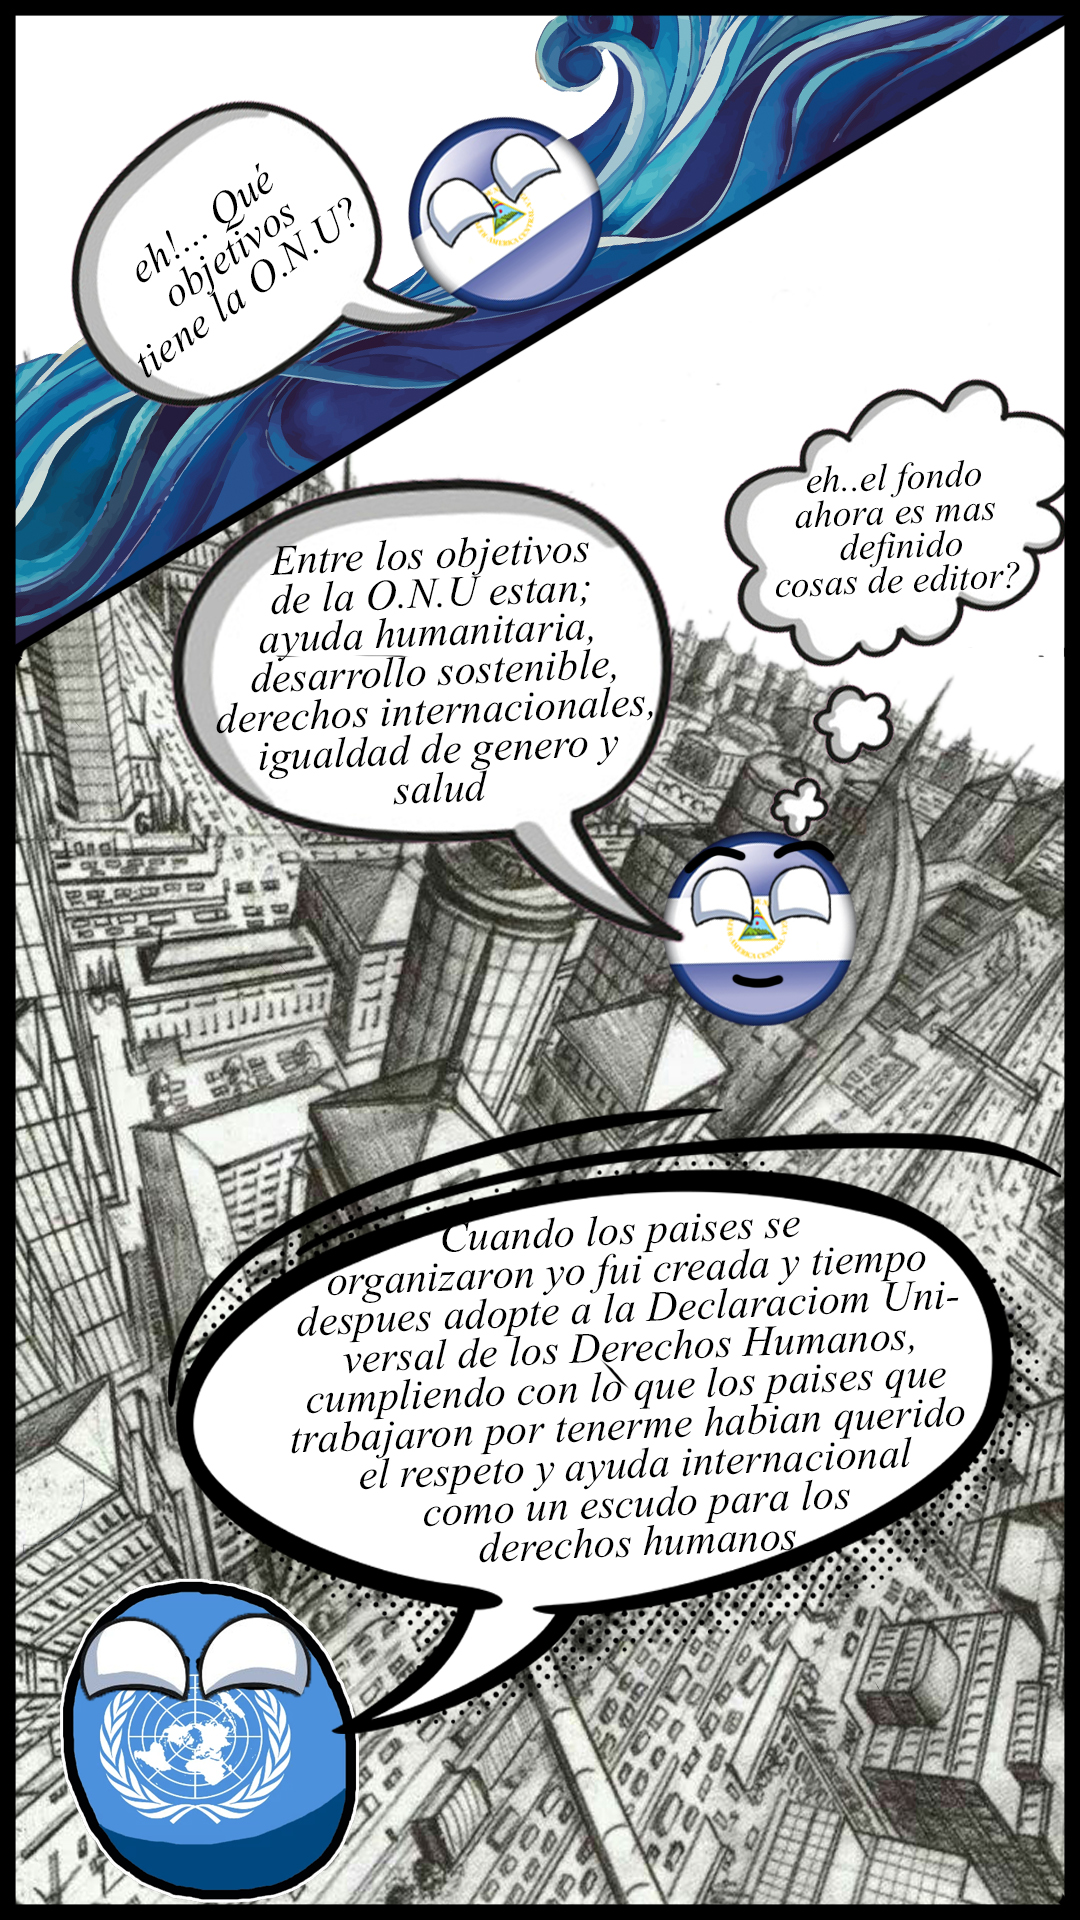 eh!... Qué
objetivos
tiene la O.N.U?
eh..el fondo
ahora es mas
definido
cosas de editor?
Entre los objetivos
de la O.N.U estan;
ayuda humanitaria,
desarrollo sostenible,
derechos internacionales,
igualdad de genero y
salud
Cuando los paises se
organizaron yo fui creada y tiempo
despues adopte a la Declaraciom Uni-
versal de los Derechos Humanos,
cumpliendo con lo que los paises que
trabajaron por tenerme habian querido
el respeto y ayuda internacional
como un escudo para los
derechos humanos